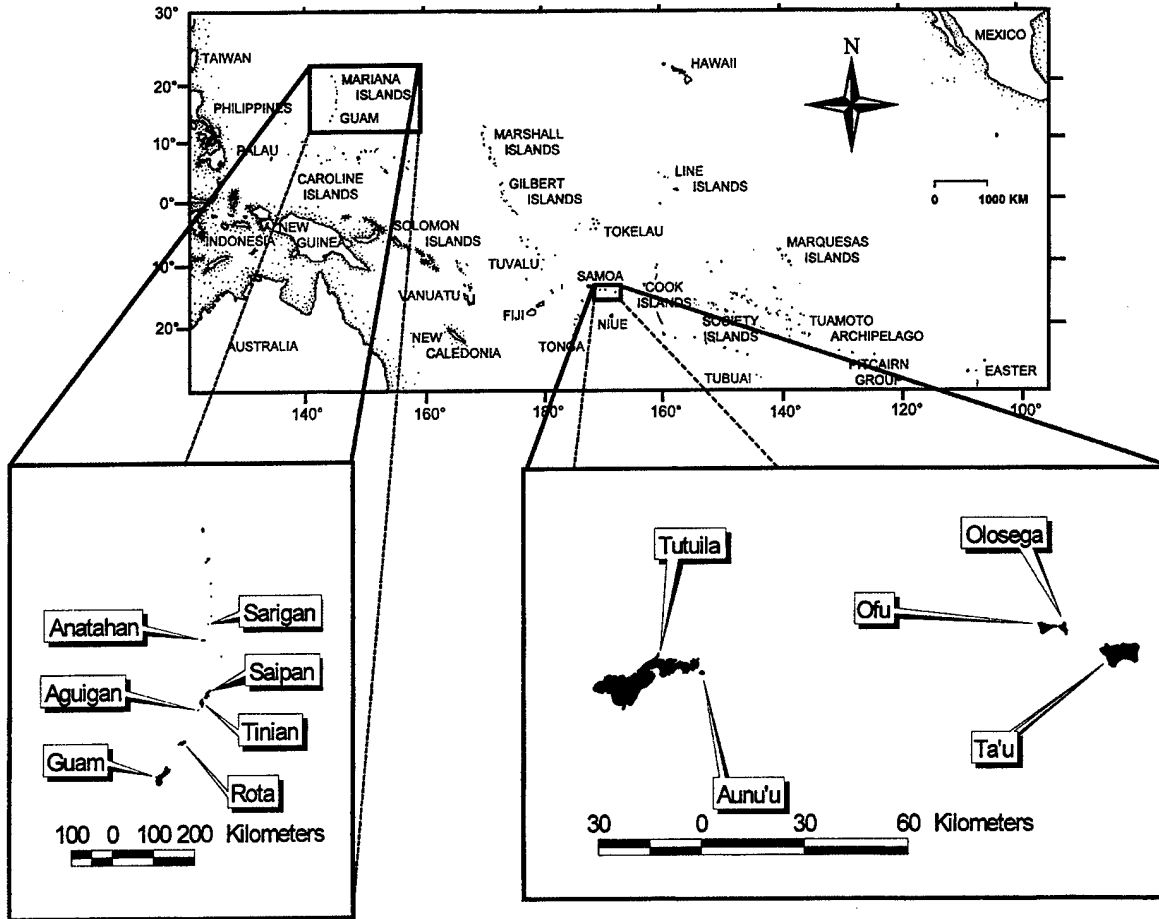 30°
20°
10°
0°
10°
20°
TAIWAN
PHILIPPINES
PALAU
MARIANA
ISLANDS
GUAM
CAROLINE
ISLANDS
INDONESIA
NEW
GUINEA
SOLOMON
ISLANDS
AUSTRALIA
VANUATU
NEW
CALEDONIA
MARSHALL
ISLANDS
GILBERT
ISLANDS
TUVALU
FIJI
TONGA
HAWAII
LINE
ISLANDS
TOKELAU
SAMOA
NIUE
COOK
ISLANDS
SOCIETY
ISLANDS
TUBUAI
MARQUESAS
ISLANDS
TUAMOTO
ARCHIPELAGO
PITCAIRN
GROUP
EASTER
MEXICO
N
0 1000 KM
140° 160° 180° 160° 140° 120° 100°
Anatahan
Sarigan
Saipan
Aguigan
Tinian
Guam
Rota
100 0 100 200 Kilometers
Tutuila
Olosega
Ofu
Ta'u
Aunu'u
30 0 30 60 Kilometers